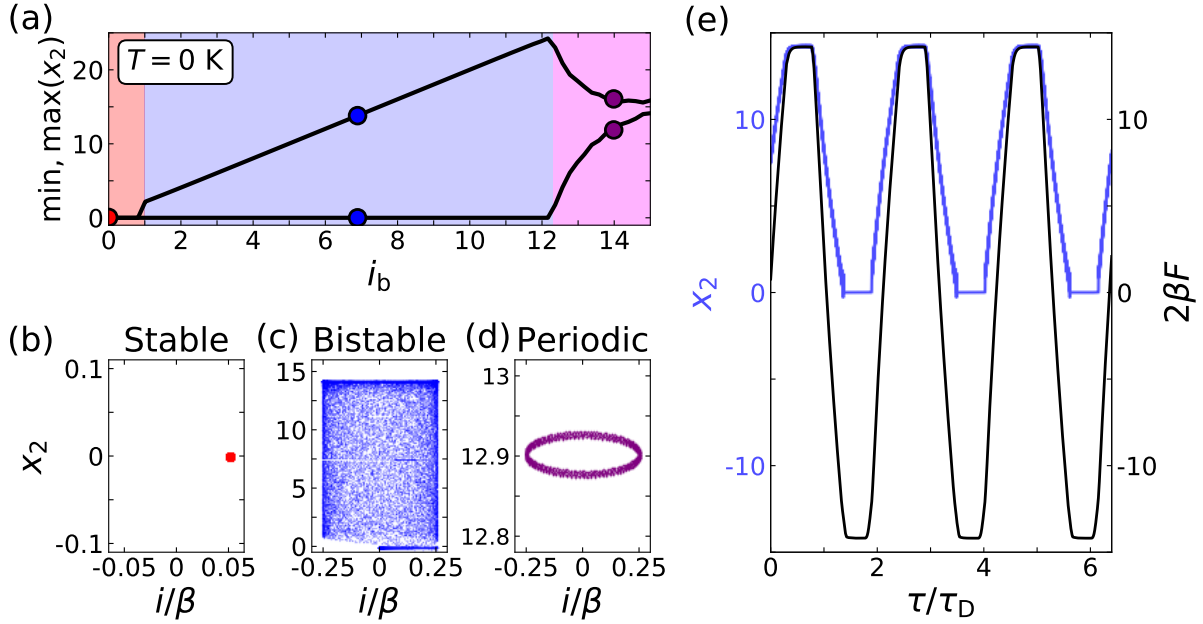 (a)
min, max(x₂)
20
10
0
T = 0 K
0 2 4 6 8 10 12 14
i_b
(b) Stable
x₂
0.1
0
-0.1
-0.05 0 0.05
i/β
(c) Bistable
15
10
5
0
-0.25 0 0.25
i/β
(d) Periodic
13
12.9
12.8
-0.25 0 0.25
i/β
(e)
x₂
10
0
-10
10
0
-10
2βF
0 2 4 6
τ/τ_D